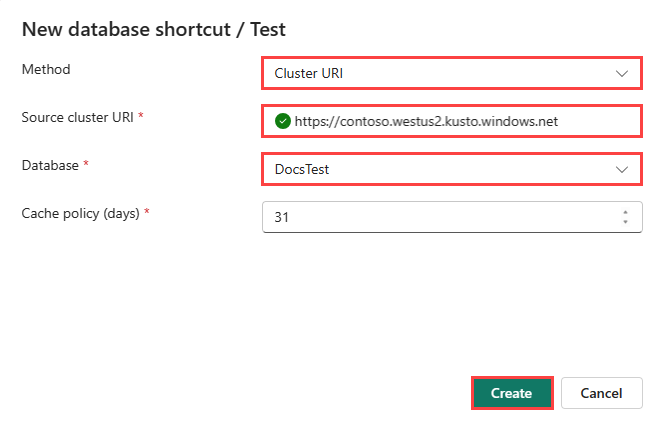 New database shortcut / Test
Method
Cluster URI
Source cluster URI *
https://contoso.westus2.kusto.windows.net
Database *
DocsTest
Cache policy (days) *
31
Create
Cancel